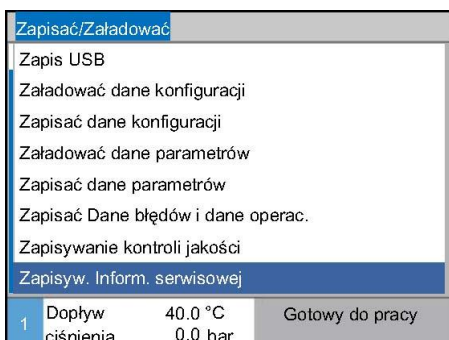 Zapisać/Załadować
Zapis USB
Załadować dane konfiguracji
Zapisać dane konfiguracji
Załadować dane parametrów
Zapisać dane parametrów
Zapisać Dane błędów i dane operac.
Zapisywanie kontroli jakości
Zapisyw. Inform. serwisowej
1 Dopływ 40.0 °C Gotowy do pracy
ciśnienia 0.0 bar